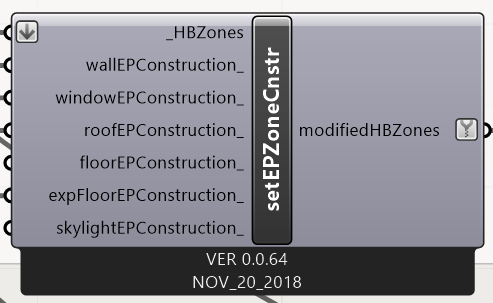 _HBZones
wallEPConstruction_
windowEPConstruction_
roofEPConstruction_
floorEPConstruction_
expFloorEPConstruction_
skylightEPConstruction_
setEPZoneCnstr
modifiedHBZones
VER 0.0.64
NOV_20_2018